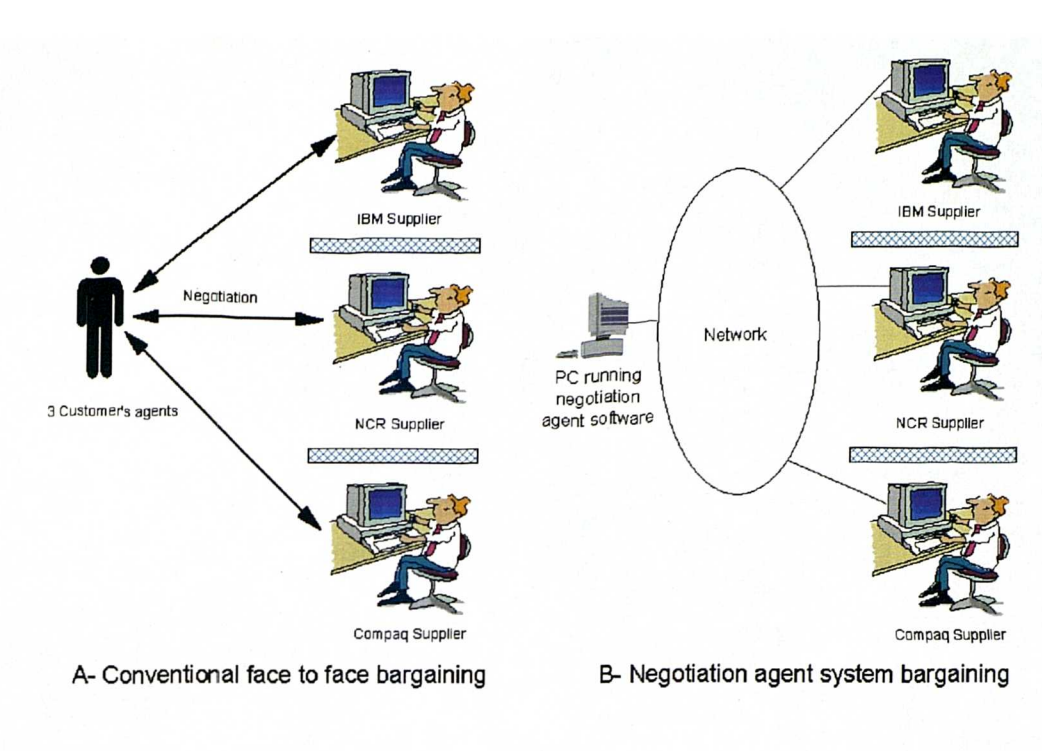 IBM Supplier
Negotiation
3 Customer's agents
NCR Supplier
Compaq Supplier
A- Conventional face to face bargaining
IBM Supplier
Network
PC running
negotiation
agent software
NCR Supplier
Compaq Supplier
B- Negotiation agent system bargaining